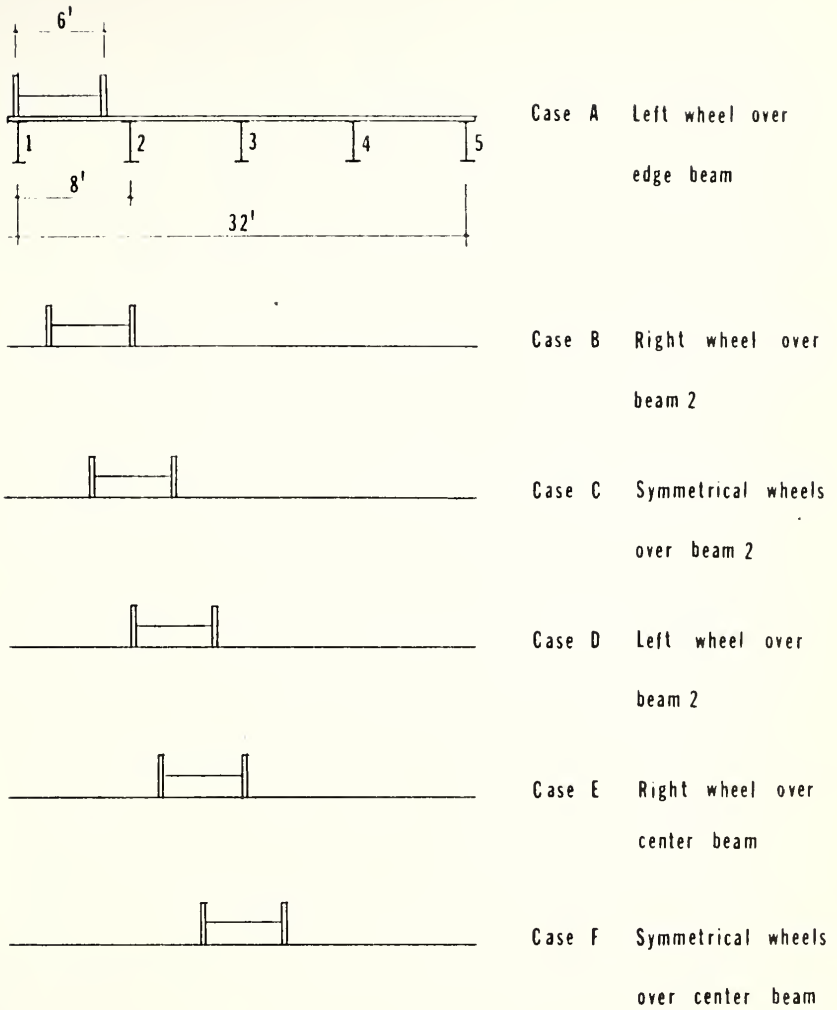 6'
Case A Left wheel over
1 2 3 4 5
edge beam
8'
32'
Case B Right wheel over
beam 2
Case C Symmetrical wheels
over beam 2
Case D Left wheel over
beam 2
Case E Right wheel over
center beam
Case F Symmetrical wheels
over center beam